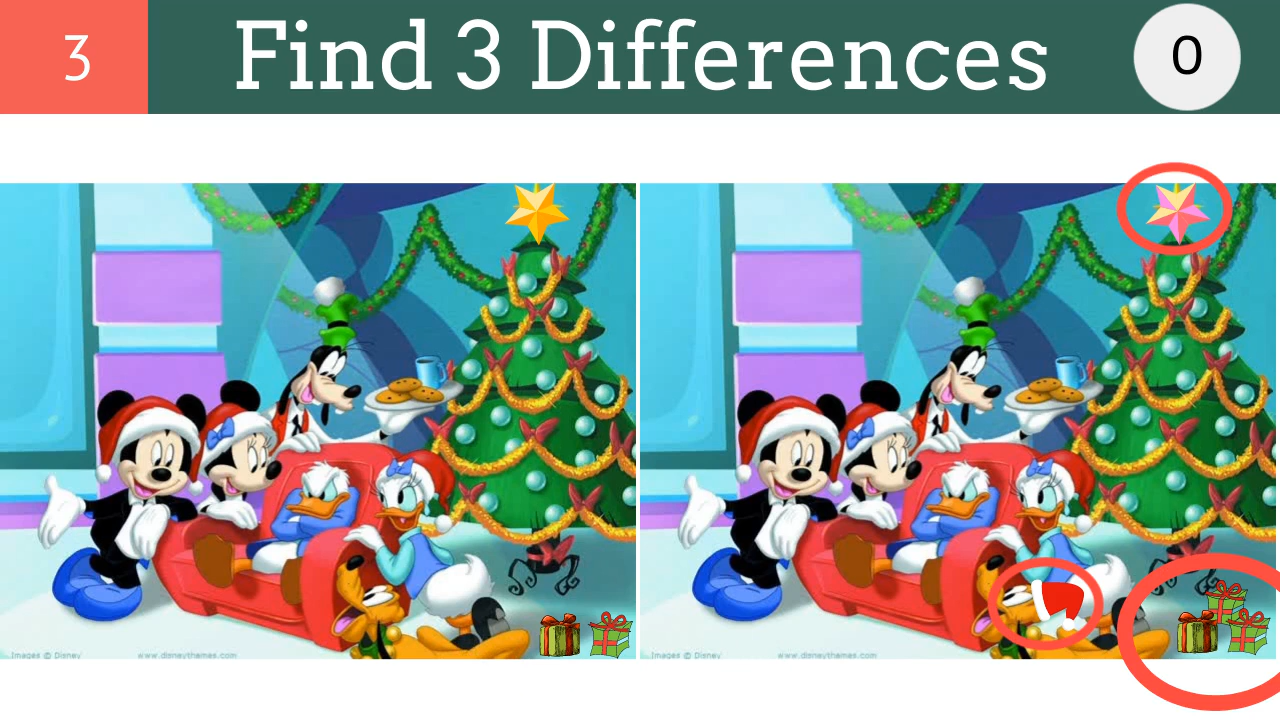 3
Find 3 Differences
0
Images © Disney
www.disneythemes.com
Images © Disney
www.disneythemes.com